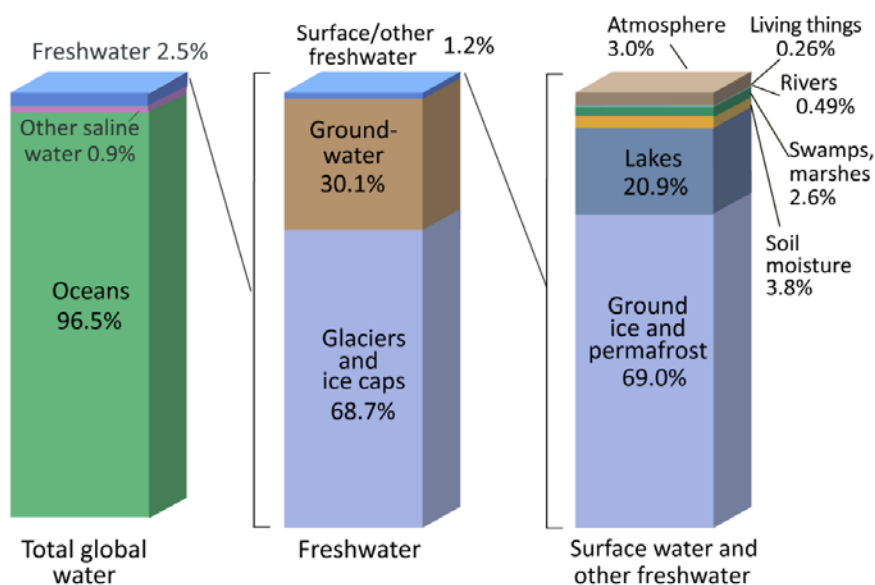 Freshwater 2.5%
Other saline
water 0.9%
Oceans
96.5%
Total global
water
Surface/other
freshwater
1.2%
Ground-
water
30.1%
Glaciers
and
ice caps
68.7%
Freshwater
Atmosphere
3.0%
Living things
0.26%
Rivers
0.49%
Swamps,
marshes
2.6%
Soil
moisture
3.8%
Lakes
20.9%
Ground
ice and
permafrost
69.0%
Surface water and
other freshwater